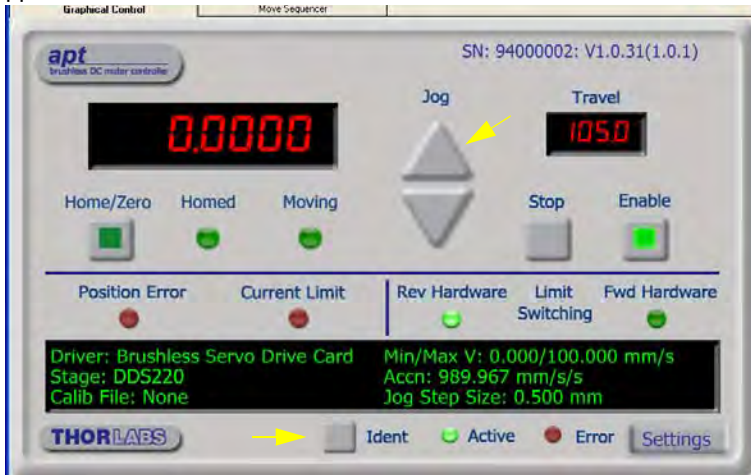 Graphical Control Move Sequencer
apt
brushless DC motor controller
SN: 94000002: V1.0.31(1.0.1)
Jog Travel
0.0000 105.0
Home/Zero Homed Moving Stop Enable
Position Error Current Limit Rev Hardware Limit Switching Fwd Hardware
Driver: Brushless Servo Drive Card Min/Max V: 0.000/100.000 mm/s
Stage: DDS220 Accn: 989.967 mm/s/s
Calib File: None Jog Step Size: 0.500 mm
THORLABS Ident Active Error Settings